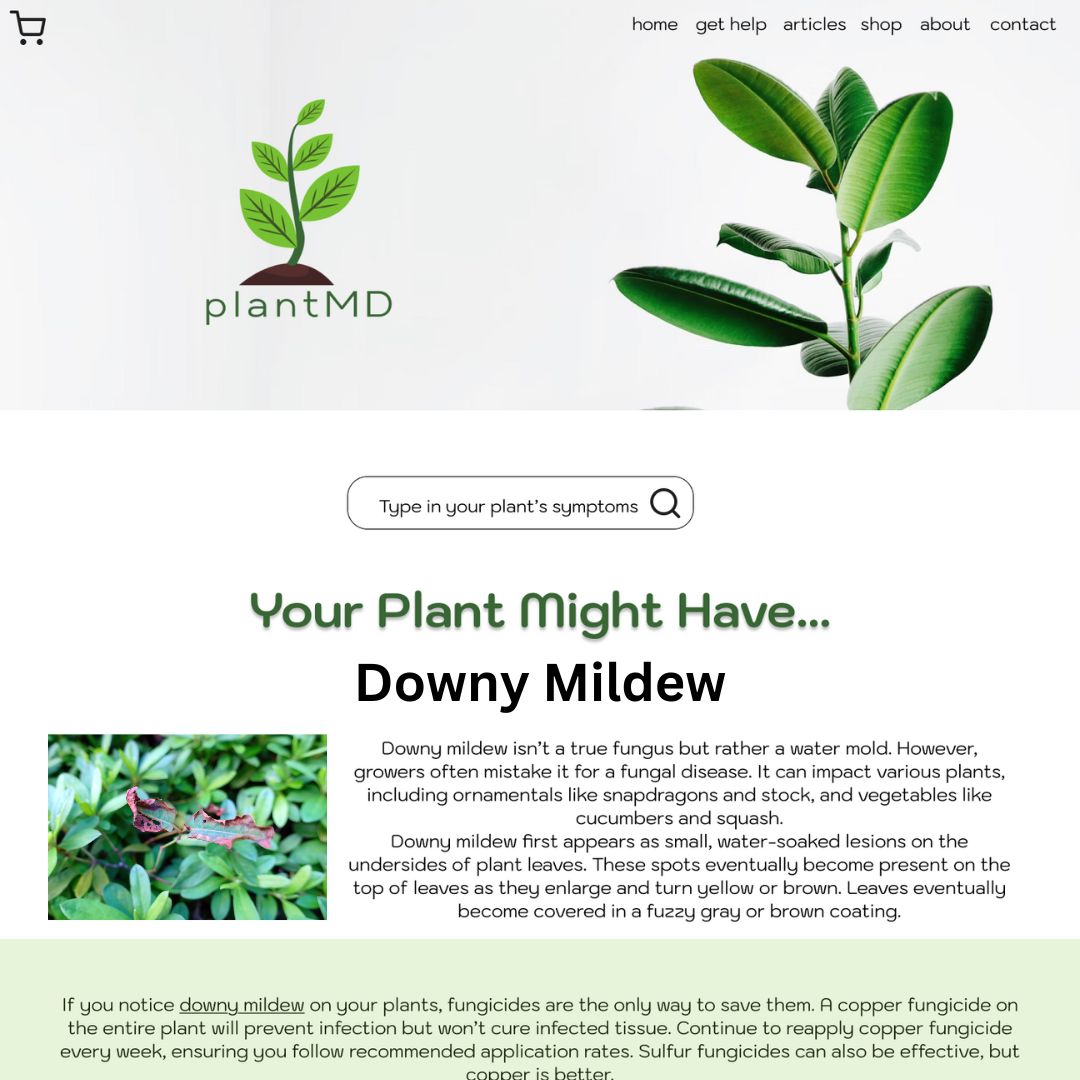 home get help articles shop about contact
plantMD
Type in your plant's symptoms
Your Plant Might Have...
Downy Mildew
Downy mildew isn't a true fungus but rather a water mold. However,
growers often mistake it for a fungal disease. It can impact various plants,
including ornamentals like snapdragons and stock, and vegetables like
cucumbers and squash.
Downy mildew first appears as small, water-soaked lesions on the
undersides of plant leaves. These spots eventually become present on the
top of leaves as they enlarge and turn yellow or brown. Leaves eventually
become covered in a fuzzy gray or brown coating.
If you notice downy mildew on your plants, fungicides are the only way to save them. A copper fungicide on
the entire plant will prevent infection but won't cure infected tissue. Continue to reapply copper fungicide
every week, ensuring you follow recommended application rates. Sulfur fungicides can also be effective, but
copper is better.